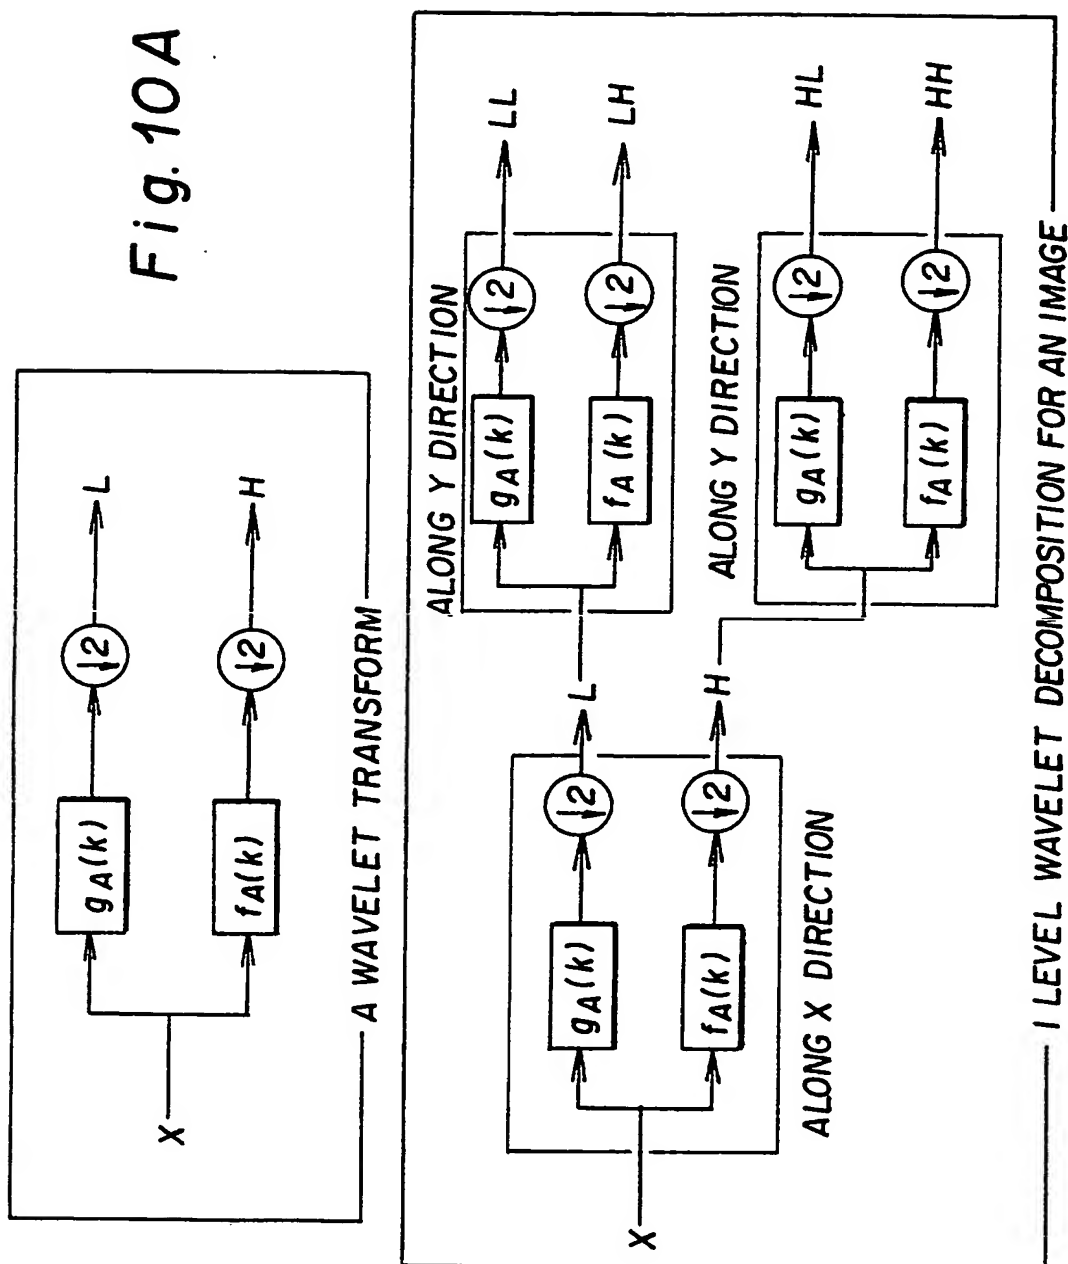 Fig. 10A
X
gA(k)
↓2
L
fA(k)
↓2
H
A WAVELET TRANSFORM
X
gA(k)
↓2
L
fA(k)
↓2
H
ALONG X DIRECTION
ALONG Y DIRECTION
gA(k)
↓2
LL
fA(k)
↓2
LH
ALONG Y DIRECTION
gA(k)
↓2
HL
fA(k)
↓2
HH
1 LEVEL WAVELET DECOMPOSITION FOR AN IMAGE